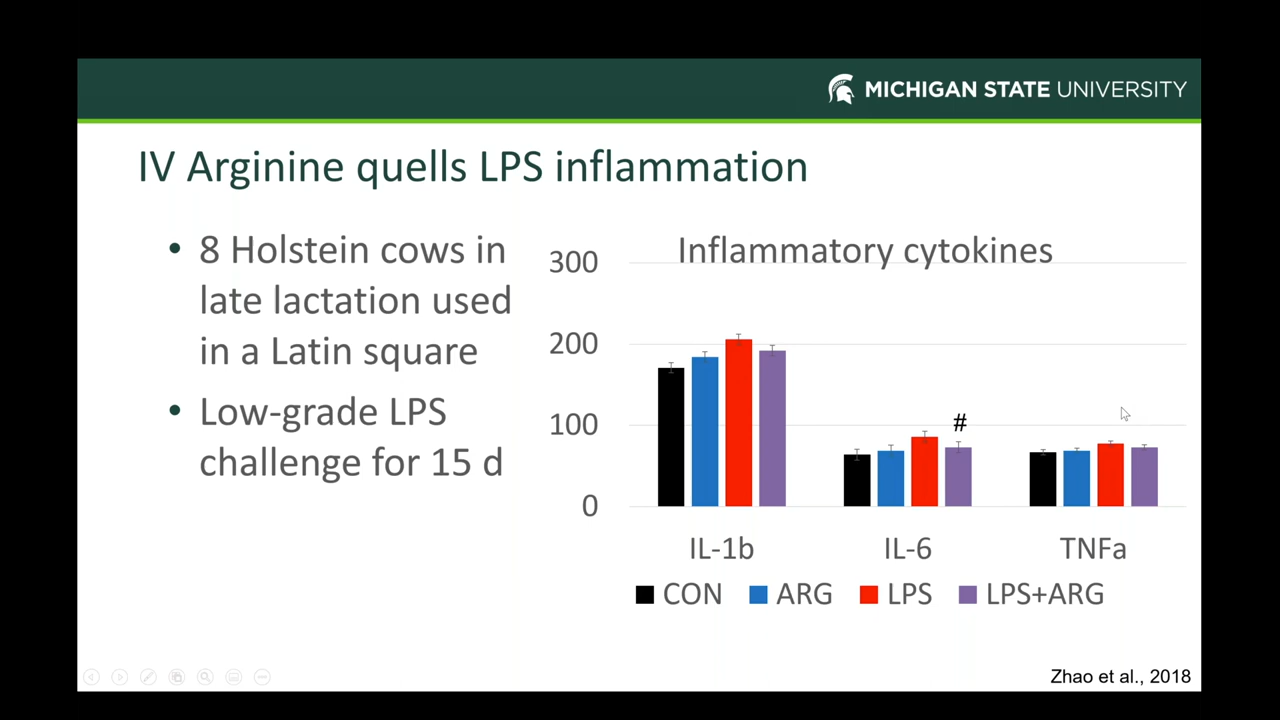 MICHIGAN STATE UNIVERSITY
IV Arginine quells LPS inflammation
• 8 Holstein cows in
late lactation used
in a Latin square
• Low-grade LPS
challenge for 15 d
Inflammatory cytokines
300
200
100
0
#
IL-1b IL-6 TNFa
CON ARG LPS LPS+ARG
Zhao et al., 2018